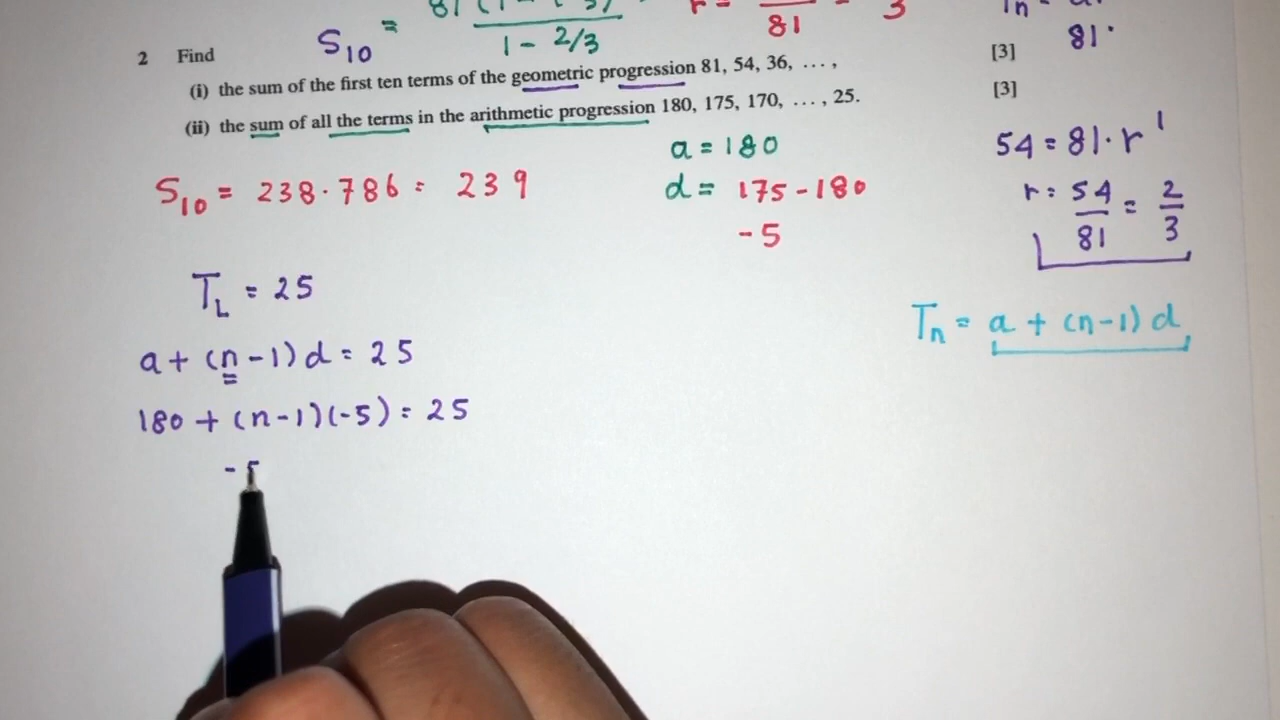 S10 =
1 - 2/3
81
3
81·
2 Find
(i) the sum of the first ten terms of the geometric progression 81, 54, 36, ..., [3]
(ii) the sum of all the terms in the arithmetic progression 180, 175, 170, ..., 25. [3]
S10 = 238.786 = 239
a = 180
d = 175 - 180
-5
54 = 81·r^1
r = 54/81 = 2/3
TL = 25
Tn = a + (n-1)d
a + (n-1)d = 25
180 + (n-1)(-5) = 25